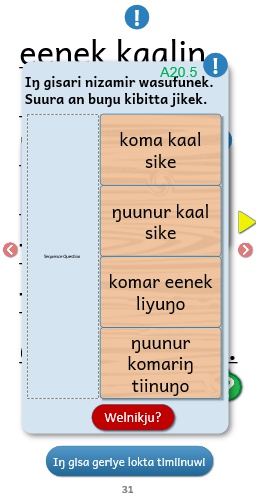 !
eenek kaalin
A20.5
!
Iŋ gisari nizamir wasufunek.
Suura an buŋu kibitta jikek.
Sequence Question
koma kaal
sike
ŋuunur kaal
sike
komar eenek
liyuŋo
ŋuunur
komariŋ
tiinuŋo
Welnikju?
Iŋ gisa geriye lokta timiinuwi
31